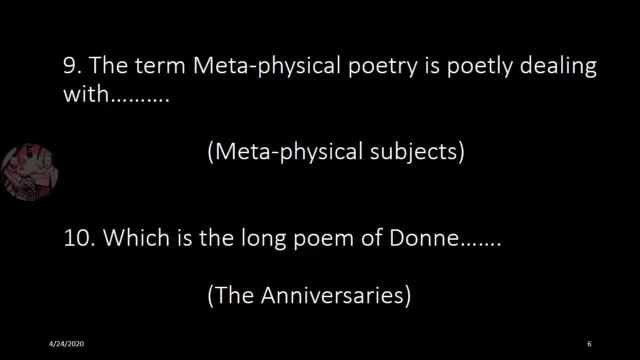 9. The term Meta-physical poetry is poetly dealing
with……….
(Meta-physical subjects)
10. Which is the long poem of Donne…….
(The Anniversaries)
4/24/2020
6